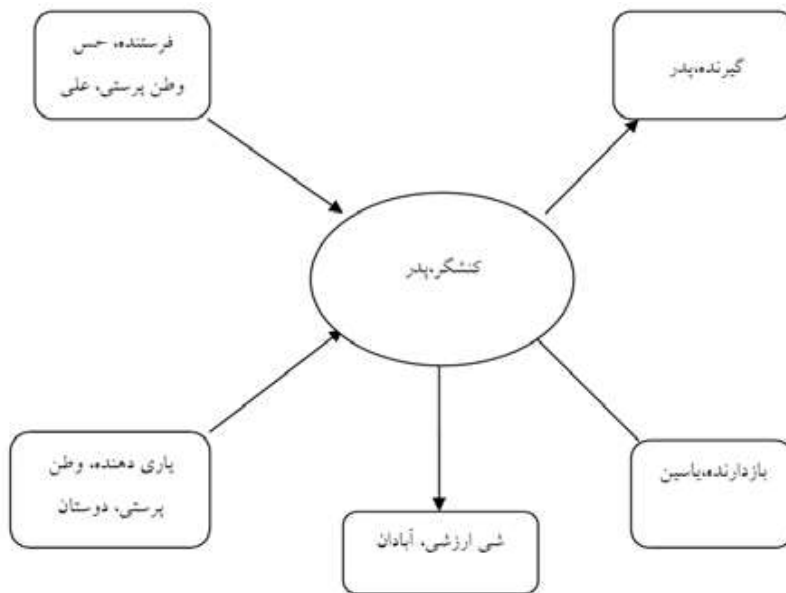 فرستنده، حس
وطن پرستی، علی
گیرنده،پدر
کنشگر،پدر
یاری دهنده، وطن
پرستی، دوستان
بازدارنده،یاسین
شی ارزشی، آبادان